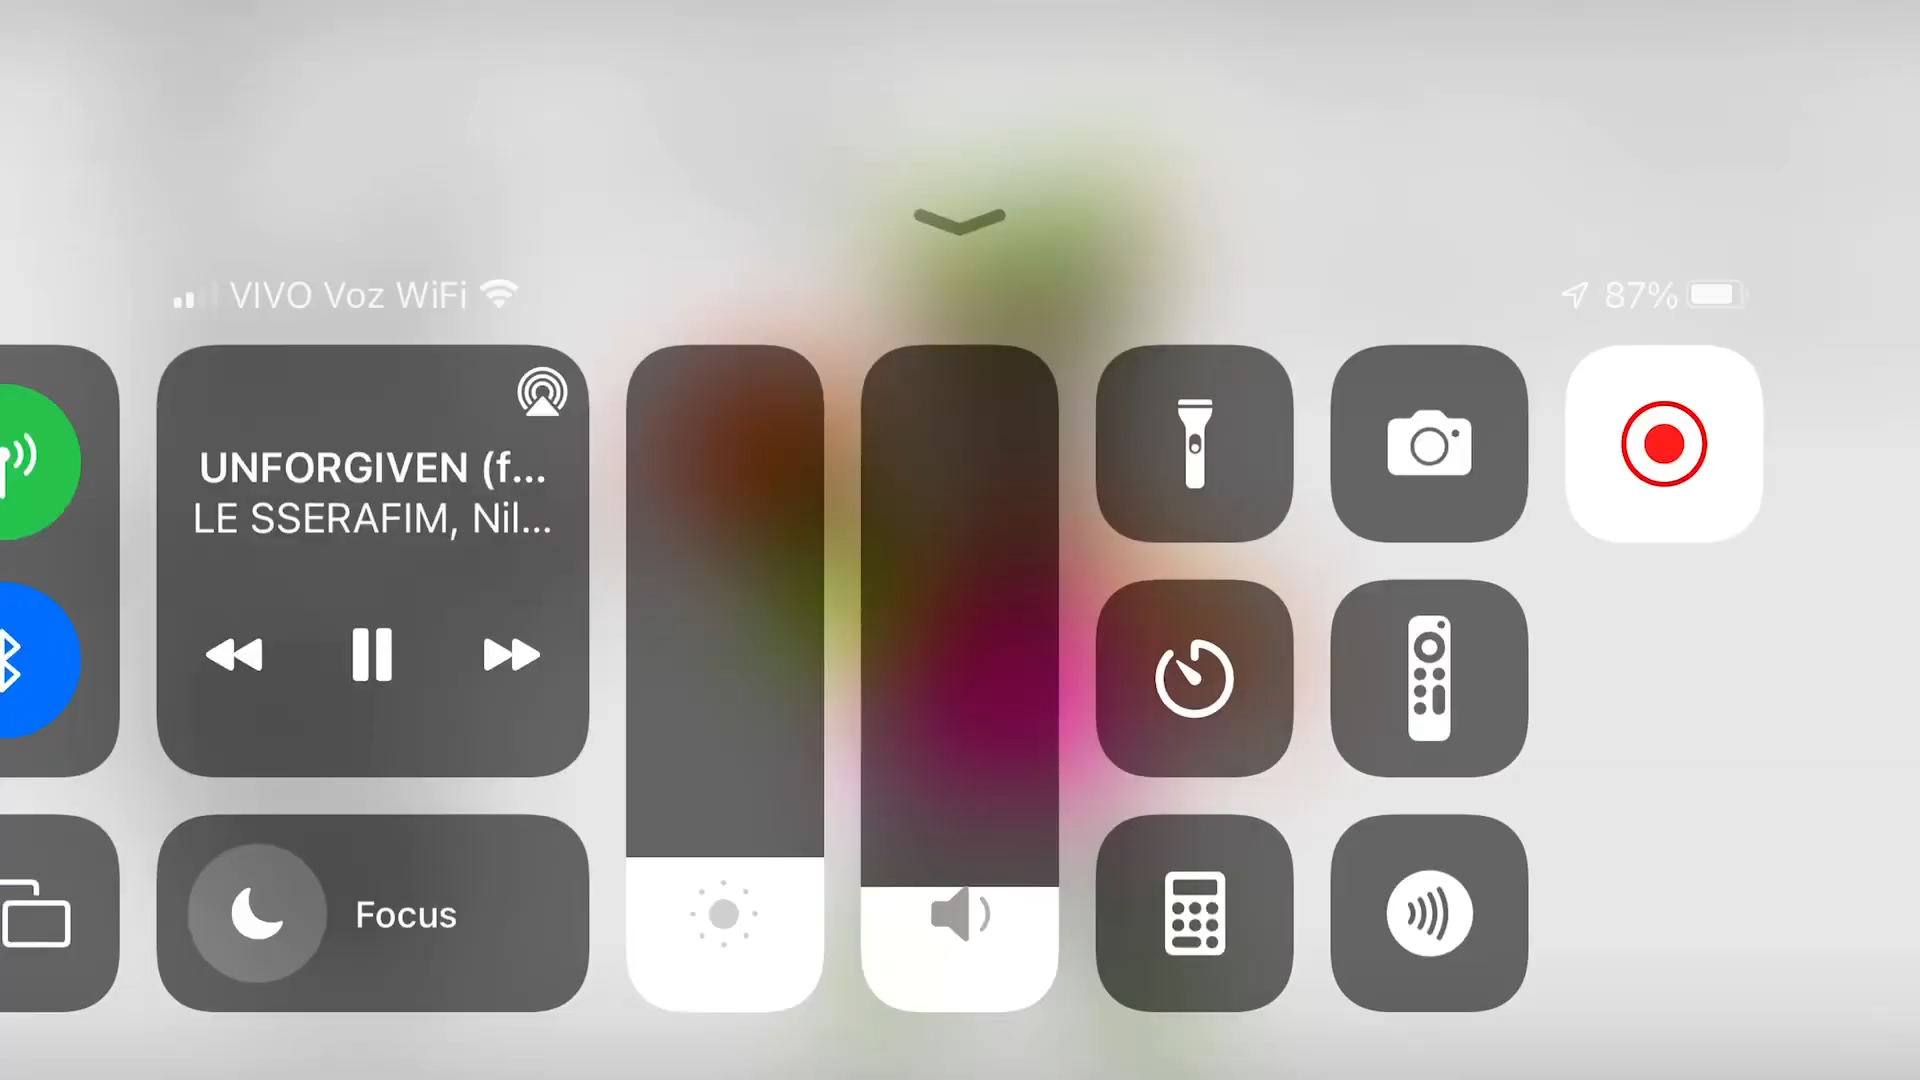 VIVO Voz WiFi
87%
UNFORGIVEN (f...
LE SSERAFIM, Nil...
Focus